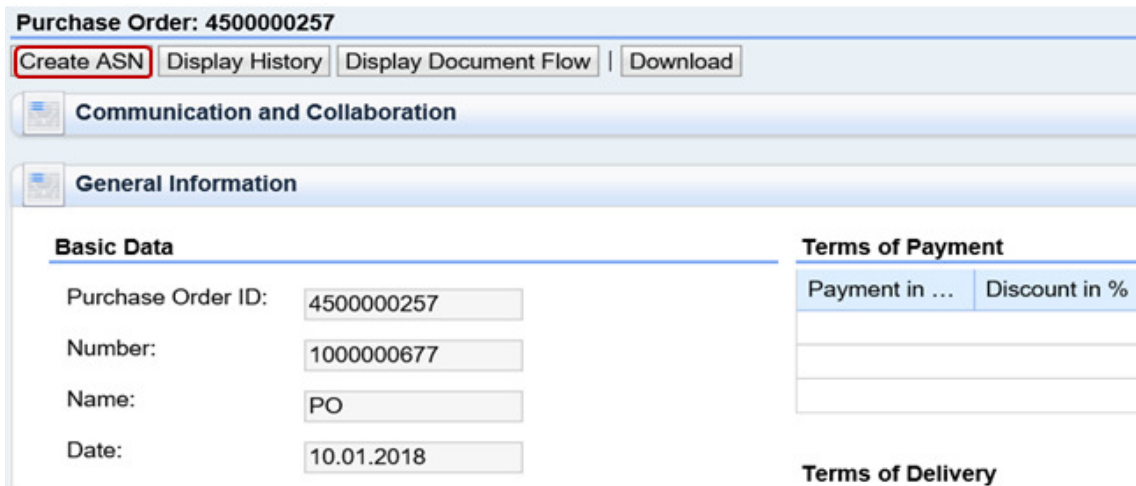 Purchase Order: 4500000257
Create ASN Display History Display Document Flow | Download
Communication and Collaboration
General Information
Basic Data
Purchase Order ID: 4500000257
Number: 1000000677
Name: PO
Date: 10.01.2018
Terms of Payment
Payment in ... Discount in %
Terms of Delivery